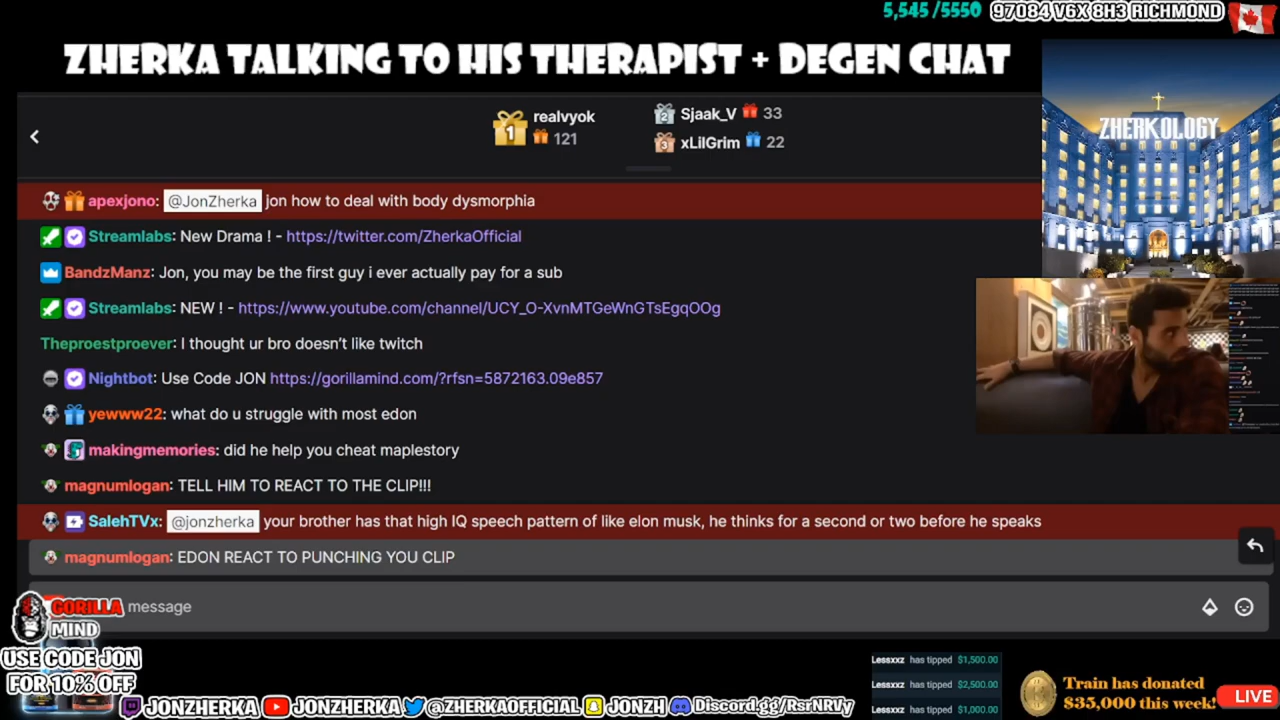 5,545 /5550
97084 V6X 8H3 RICHMOND
ZHERKA TALKING TO HIS THERAPIST + DEGEN CHAT
ZHERKOLOGY
1 realvyok
121
2 Sjaak_V 33
3 xLilGrim 22
apexjono: @JonZherka jon how to deal with body dysmorphia
Streamlabs: New Drama ! - https://twitter.com/ZherkaOfficial
BandzManz: Jon, you may be the first guy i ever actually pay for a sub
Streamlabs: NEW ! - https://www.youtube.com/channel/UCY_O-XvnMTGeWnGTsEgqOOg
Theproestproever: I thought ur bro doesn't like twitch
Nightbot: Use Code JON https://gorillamind.com/?rfsn=5872163.09e857
yewww22: what do u struggle with most edon
makingmemories: did he help you cheat maplestory
magnumlogan: TELL HIM TO REACT TO THE CLIP!!!
SalehTVx: @jonzherka your brother has that high IQ speech pattern of like elon musk, he thinks for a second or two before he speaks
magnumlogan: EDON REACT TO PUNCHING YOU CLIP
message
GORILLA
MIND
USE CODE JON
FOR 10% OFF
JONZHERKA JONZHERKA @ZHERKAOFFICIAL JONZH Discord.gg/RsrNRVy
Lessxxz has tipped $1,500.00
Lessxxz has tipped $2,500.00
Lessxxz has tipped $1,000.00
Train has donated
$35,000 this week!
LIVE